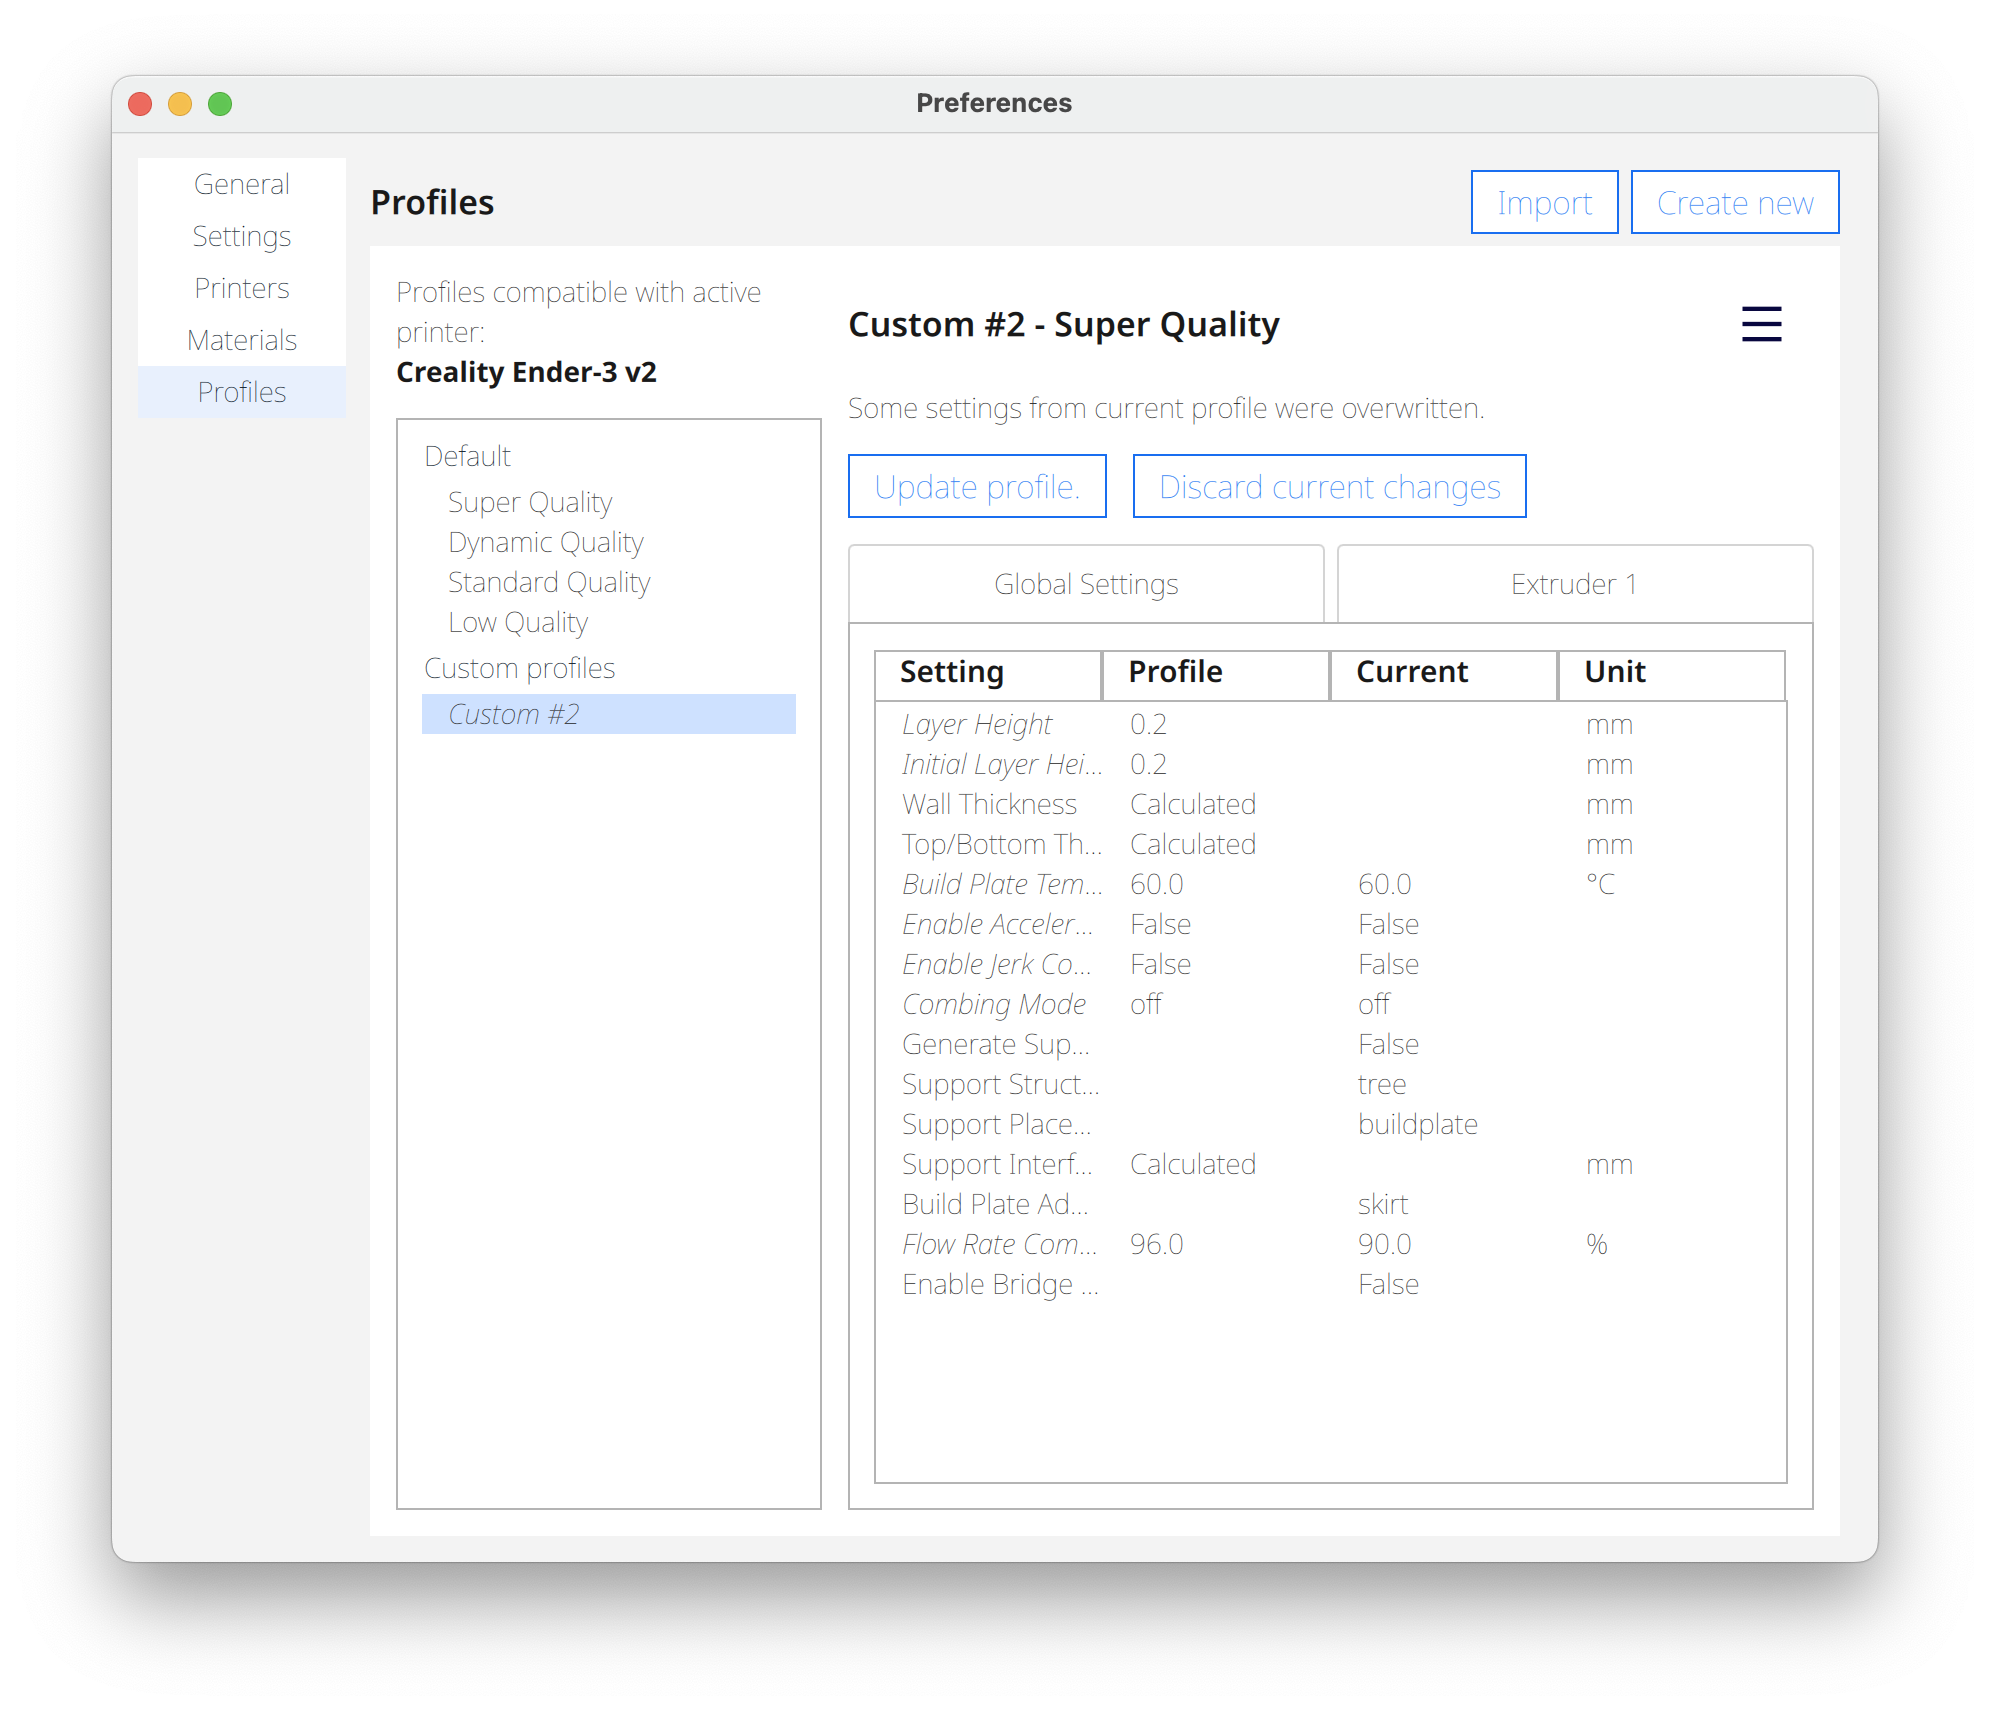 Preferences
General
Settings
Printers
Materials
Profiles
Profiles
Import
Create new
Profiles compatible with active
printer:
Creality Ender-3 v2
Default
Super Quality
Dynamic Quality
Standard Quality
Low Quality
Custom profiles
Custom #2
Custom #2 - Super Quality
Some settings from current profile were overwritten.
Update profile.
Discard current changes
Global Settings
Extruder 1
Setting Profile Current Unit
Layer Height 0.2 mm
Initial Layer Hei... 0.2 mm
Wall Thickness Calculated mm
Top/Bottom Th... Calculated mm
Build Plate Tem... 60.0 60.0 °C
Enable Acceler... False False
Enable Jerk Co... False False
Combing Mode off off
Generate Sup... False
Support Struct... tree
Support Place... buildplate
Support Interf... Calculated mm
Build Plate Ad... skirt
Flow Rate Com... 96.0 90.0 %
Enable Bridge ... False